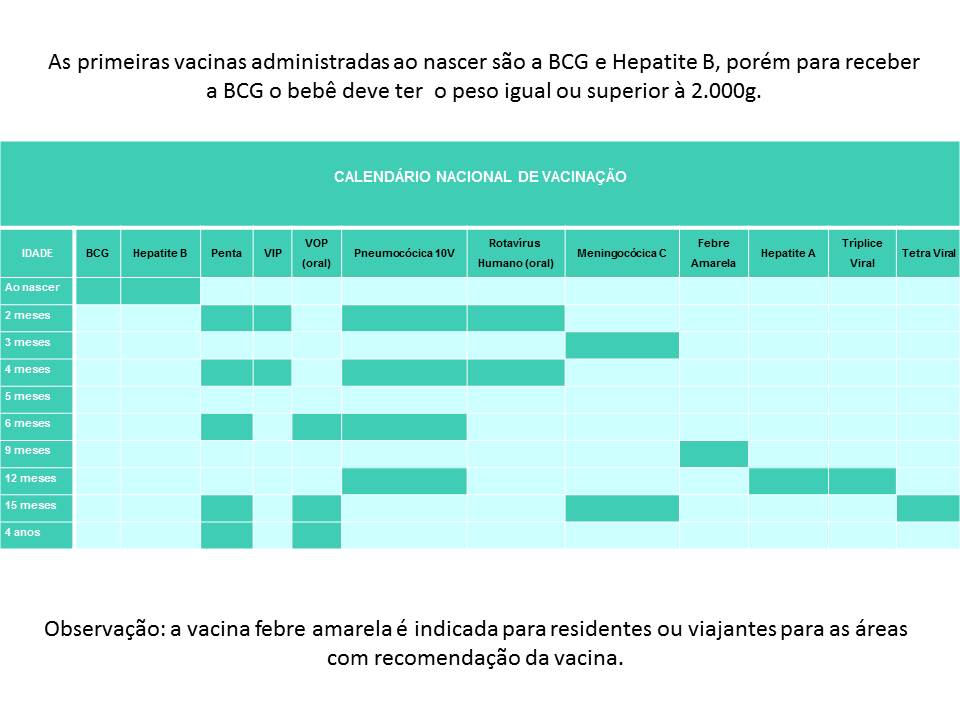 As primeiras vacinas administradas ao nascer são a BCG e Hepatite B, porém para receber
a BCG o bebê deve ter o peso igual ou superior à 2.000g.
CALENDÁRIO NACIONAL DE VACINAÇÃO
IDADE BCG Hepatite B Penta VIP VOP (oral) Pneumocócica 10V Rotavírus Humano (oral) Meningocócica C Febre Amarela Hepatite A Tríplice Viral Tetra Viral
Ao nascer
2 meses
3 meses
4 meses
5 meses
6 meses
9 meses
12 meses
15 meses
4 anos
Observação: a vacina febre amarela é indicada para residentes ou viajantes para as áreas
com recomendação da vacina.